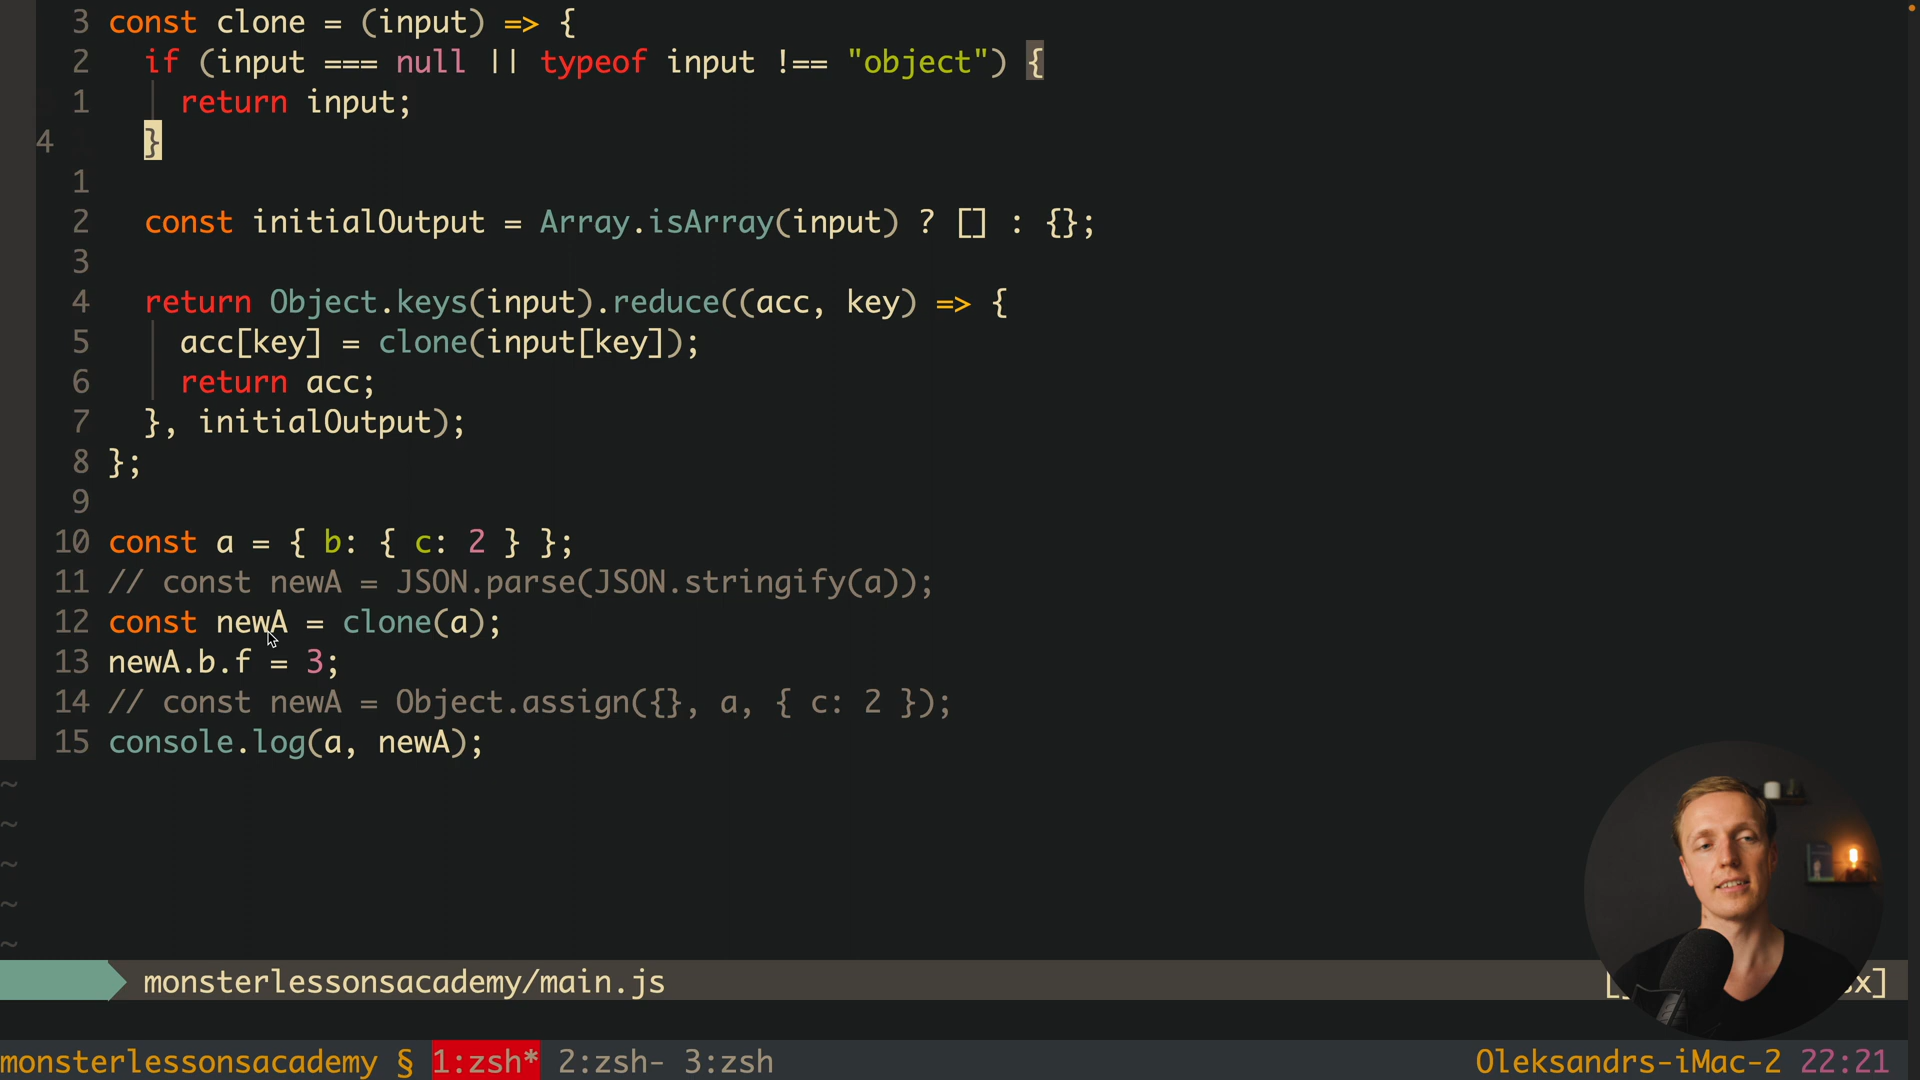 3 const clone = (input) => {
2 if (input === null || typeof input !== "object") {
1 return input;
4 }
1
2 const initialOutput = Array.isArray(input) ? [] : {};
3
4 return Object.keys(input).reduce((acc, key) => {
5 acc[key] = clone(input[key]);
6 return acc;
7 }, initialOutput);
8 };
9
10 const a = { b: { c: 2 } };
11 // const newA = JSON.parse(JSON.stringify(a));
12 const newA = clone(a);
13 newA.b.f = 3;
14 // const newA = Object.assign({}, a, { c: 2 });
15 console.log(a, newA);
~
~
~
~
~
monsterlessonsacademy/main.js
monsterlessonsacademy § 1:zsh* 2:zsh- 3:zsh Oleksandrs-iMac-2 22:21